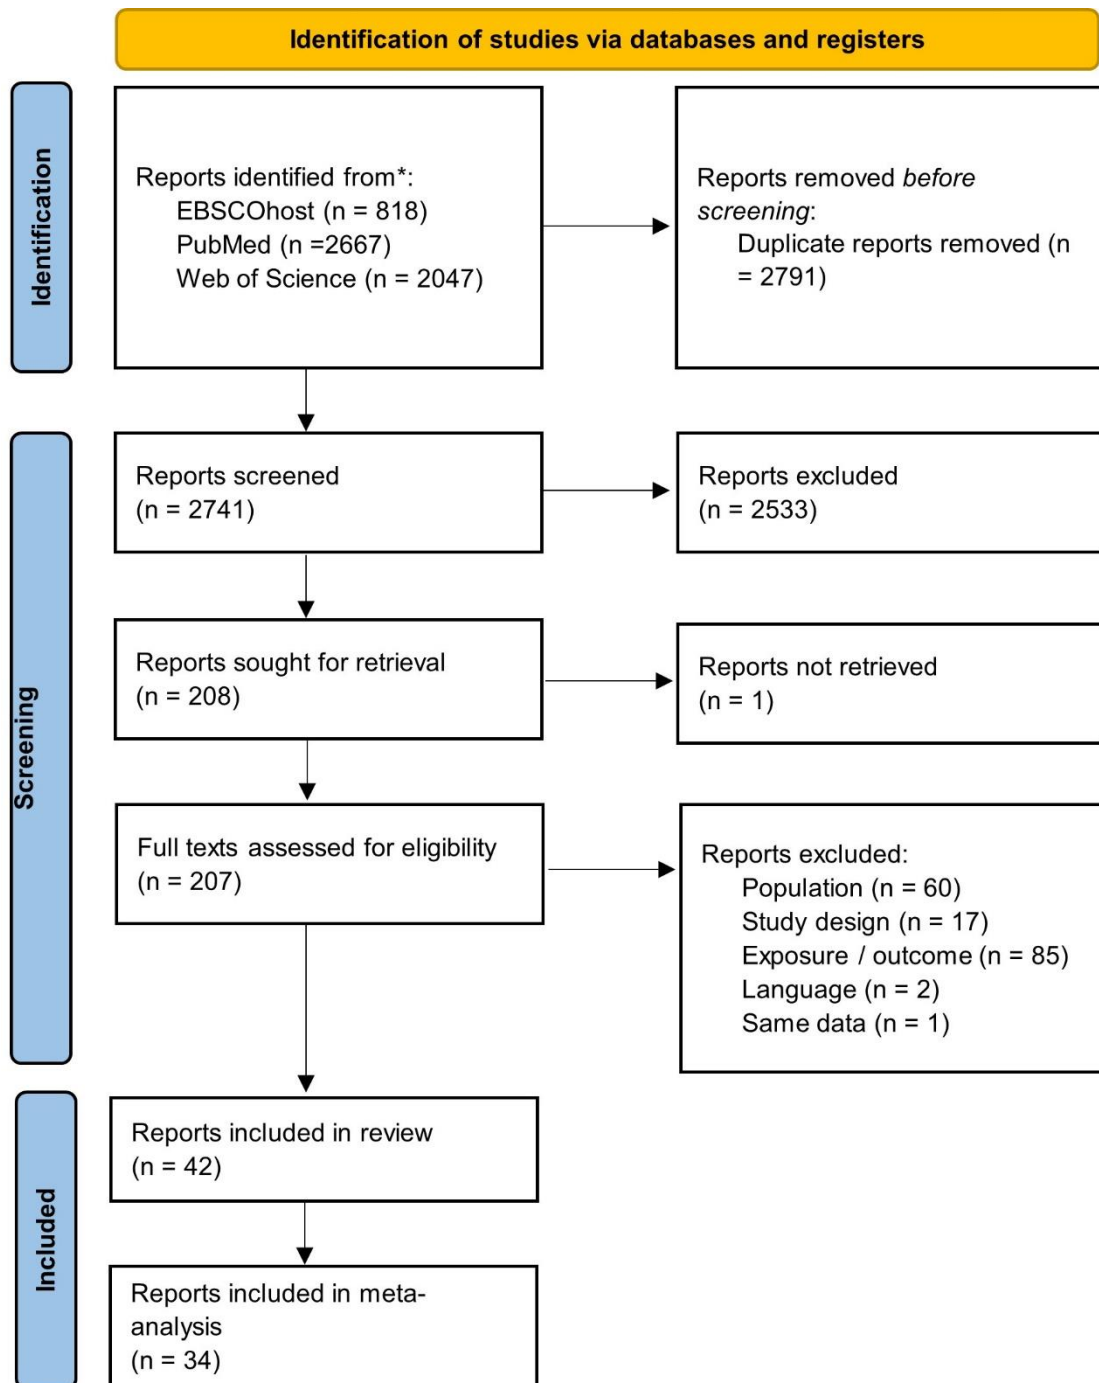 Identification of studies via databases and registers
Identification
Reports identified from*:
EBSCOhost (n = 818)
PubMed (n =2667)
Web of Science (n = 2047)
Reports removed before
screening:
Duplicate reports removed (n
= 2791)
Screening
Reports screened
(n = 2741)
Reports excluded
(n = 2533)
Reports sought for retrieval
(n = 208)
Reports not retrieved
(n = 1)
Full texts assessed for eligibility
(n = 207)
Reports excluded:
Population (n = 60)
Study design (n = 17)
Exposure / outcome (n = 85)
Language (n = 2)
Same data (n = 1)
Included
Reports included in review
(n = 42)
Reports included in meta-
analysis
(n = 34)